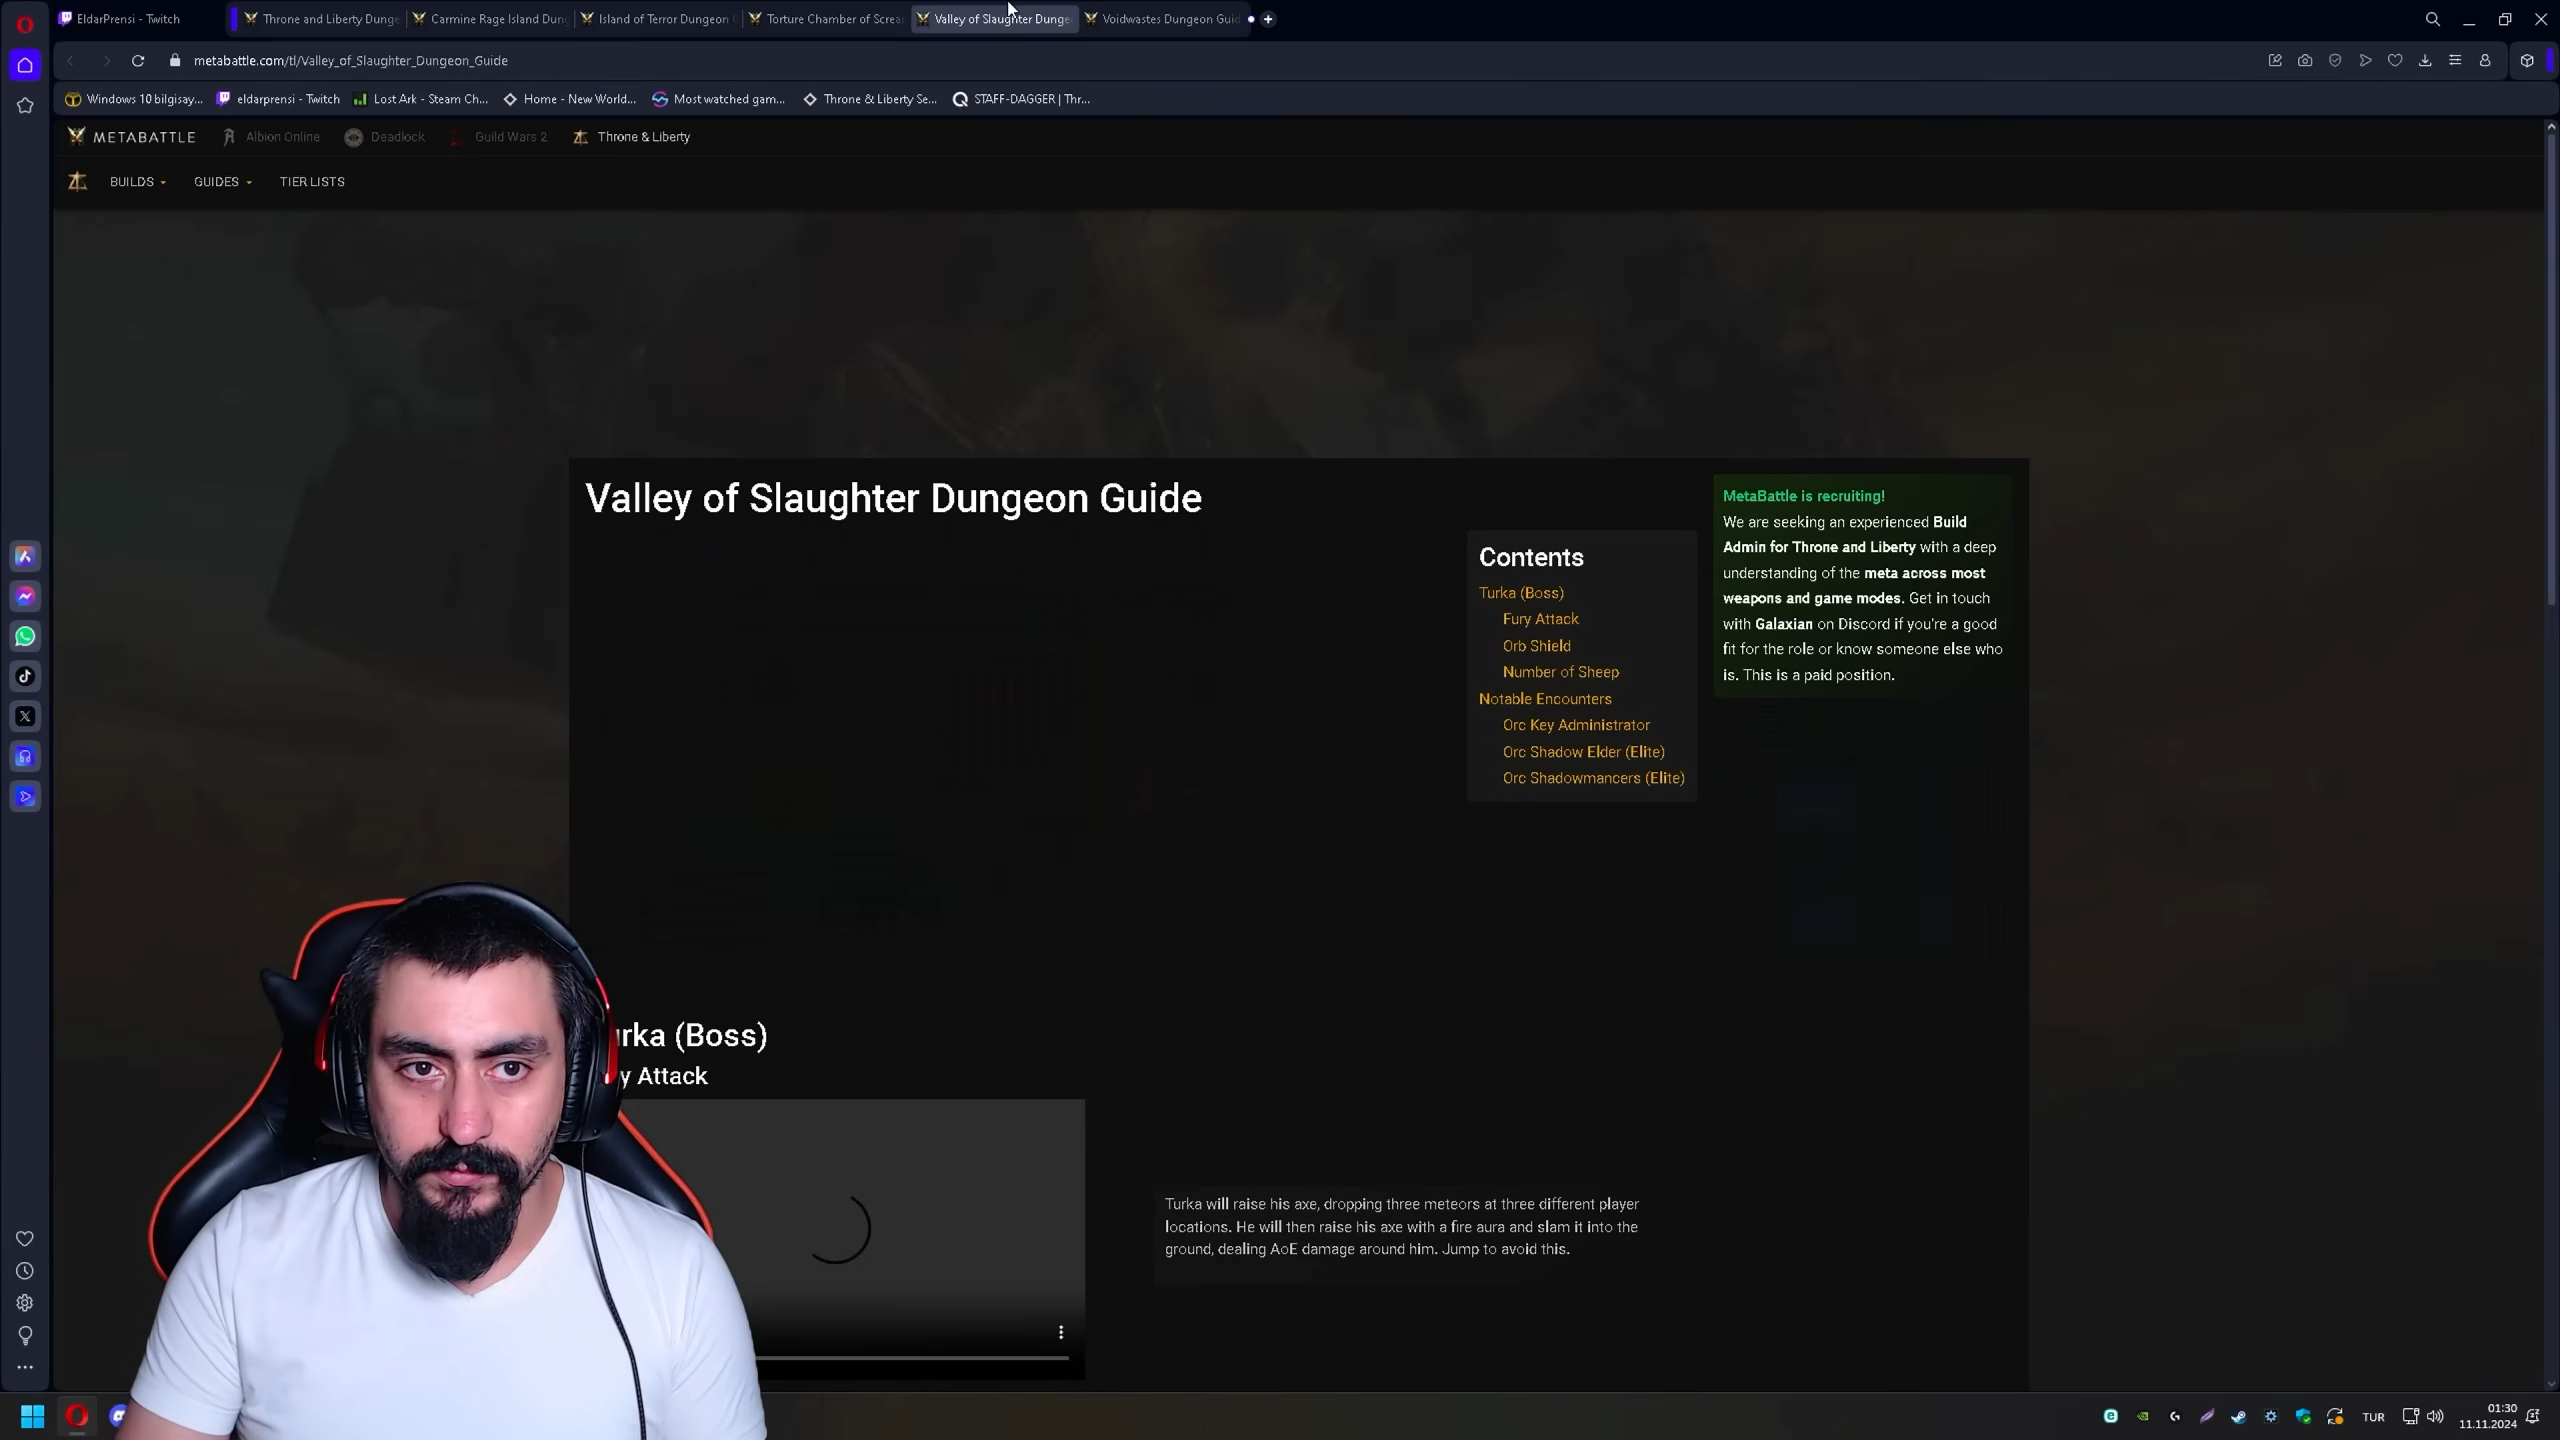 EldarPrensi - Twitch
Throne and Liberty Dunge
Carmine Rage Island Dun
Island of Terror Dungeon
Torture Chamber of Screa
Valley of Slaughter Dunge
Voidwastes Dungeon Guid
metabattle.com/tl/Valley_of_Slaughter_Dungeon_Guide
Windows 10 bilgisay...
eldarprensi - Twitch
Lost Ark - Steam Ch...
Home - New World...
Most watched gam...
Throne & Liberty Se...
STAFF-DAGGER | Thr...
METABATTLE
Albion Online
Deadlock
Guild Wars 2
Throne & Liberty
BUILDS
GUIDES
TIER LISTS
Valley of Slaughter Dungeon Guide
Contents
Turka (Boss)
Fury Attack
Orb Shield
Number of Sheep
Notable Encounters
Orc Key Administrator
Orc Shadow Elder (Elite)
Orc Shadowmancers (Elite)
MetaBattle is recruiting!
We are seeking an experienced Build
Admin for Throne and Liberty with a deep
understanding of the meta across most
weapons and game modes. Get in touch
with Galaxian on Discord if you're a good
fit for the role or know someone else who
is. This is a paid position.
rka (Boss)
y Attack
Turka will raise his axe, dropping three meteors at three different player
locations. He will then raise his axe with a fire aura and slam it into the
ground, dealing AoE damage around him. Jump to avoid this.
TUR
01:30
11.11.2024